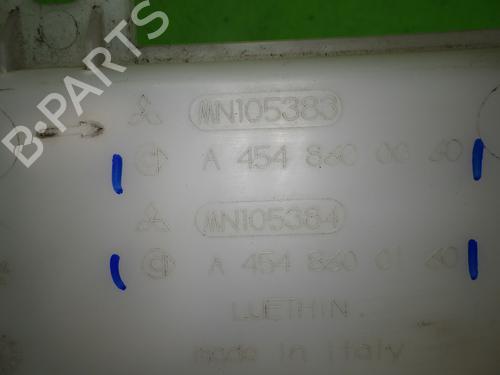 MN105383
A 454 860 00 60
MN105384
A 454 860 01 60
LUETHIN.
made in italy
B-PARTS